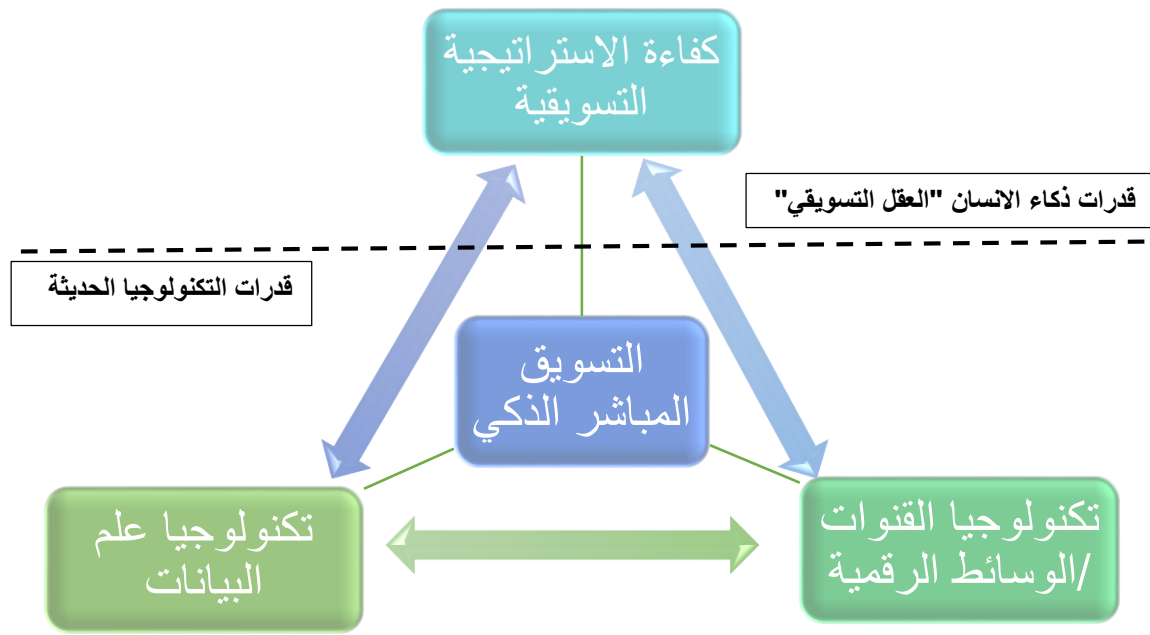 كفاءة الاستراتيجية
التسويقية
قدرات ذكاء الانسان "العقل التسويقي"
قدرات التكنولوجيا الحديثة
التسويق
المباشر الذكي
تكنولوجيا القنوات
/الوسائط الرقمية
تكنولوجيا علم
البيانات